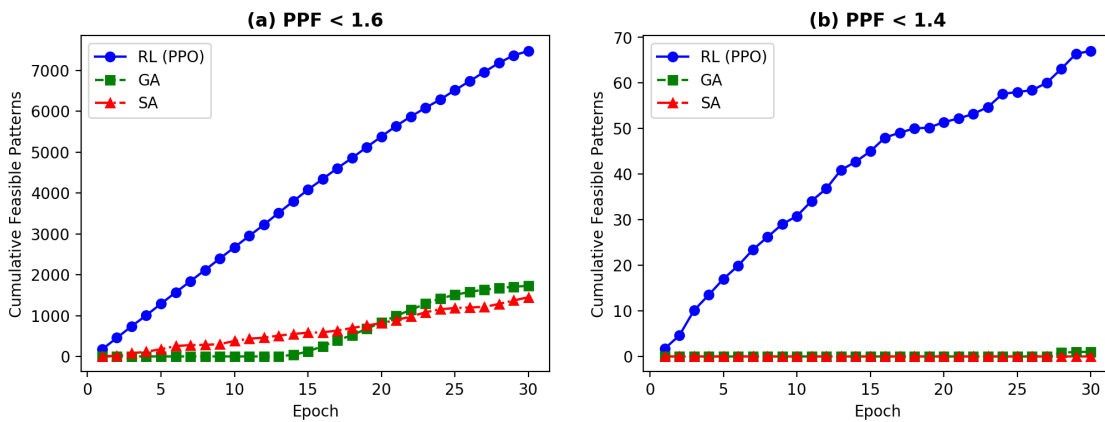 (a) PPF < 1.6
RL (PPO)
GA
SA
Cumulative Feasible Patterns
7000
6000
5000
4000
3000
2000
1000
0
0 5 10 15 20 25 30
Epoch
(b) PPF < 1.4
RL (PPO)
GA
SA
Cumulative Feasible Patterns
70
60
50
40
30
20
10
0
0 5 10 15 20 25 30
Epoch